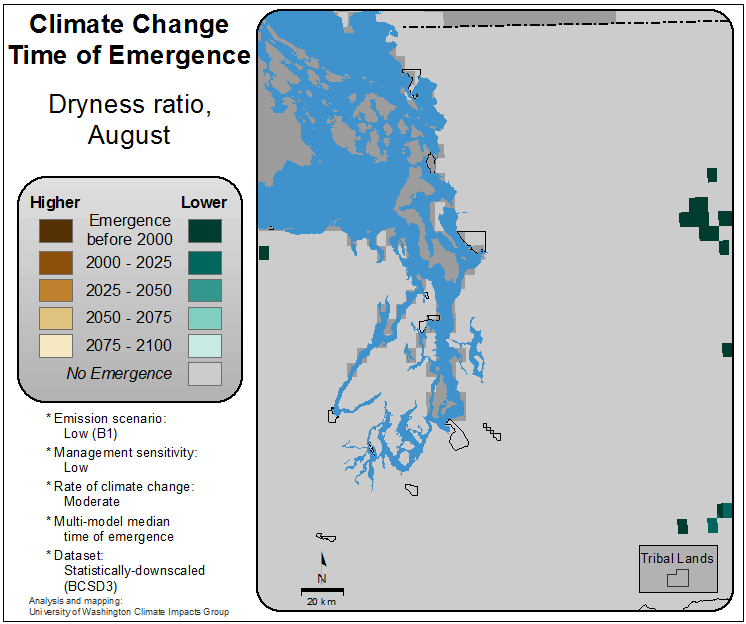 Climate Change
Time of Emergence
Dryness ratio,
August
Higher Lower
Emergence
before 2000
2000 - 2025
2025 - 2050
2050 - 2075
2075 - 2100
No Emergence
* Emission scenario:
Low (B1)
* Management sensitivity:
Low
* Rate of climate change:
Moderate
* Multi-model median
time of emergence
* Dataset:
Statistically-downscaled
(BCSD3)
Analysis and mapping:
University of Washington Climate Impacts Group
N
20 km
Tribal Lands